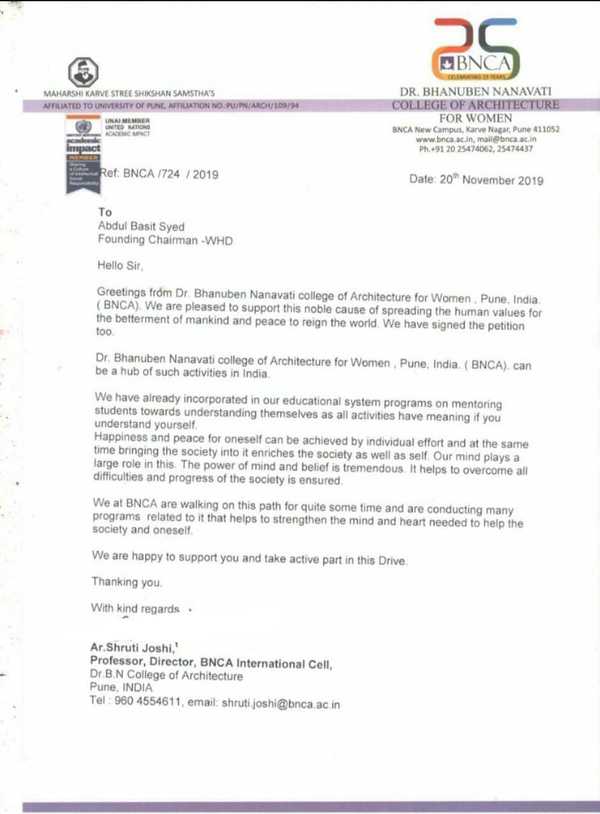 BNCA
CELEBRATING 25 YEARS
MAHARSHI KARVE STREE SHIKSHAN SAMSTHA'S
DR. BHANUBEN NANAVATI
AFFILIATED TO UNIVERSITY OF PUNE, AFFILIATION NO.:PU/PN/ARCH/109/94
COLLEGE OF ARCHITECTURE
FOR WOMEN
BNCA New Campus, Karve Nagar, Pune 411052
www.bnca.ac.in, mail@bnca.ac.in
Ph.+91 20 25474062, 25474437
UNAI MEMBER
UNITED NATIONS
ACADEMIC IMPACT
UNITED NATIONS
academic
impact
MEMBER
Sharing
a Culture
of Intellectual
Social
Responsibility
Ref: BNCA /724 / 2019
Date: 20th November 2019
To
Abdul Basit Syed
Founding Chairman -WHD
Hello Sir,
Greetings from Dr. Bhanuben Nanavati college of Architecture for Women , Pune, India.
( BNCA). We are pleased to support this noble cause of spreading the human values for
the betterment of mankind and peace to reign the world. We have signed the petition
too.
Dr. Bhanuben Nanavati college of Architecture for Women , Pune, India. ( BNCA). can
be a hub of such activities in India.
We have already incorporated in our educational system programs on mentoring
students towards understanding themselves as all activities have meaning if you
understand yourself.
Happiness and peace for oneself can be achieved by individual effort and at the same
time bringing the society into it enriches the society as well as self. Our mind plays a
large role in this. The power of mind and belief is tremendous. It helps to overcome all
difficulties and progress of the society is ensured.
We at BNCA are walking on this path for quite some time and are conducting many
programs related to it that helps to strengthen the mind and heart needed to help the
society and oneself.
We are happy to support you and take active part in this Drive.
Thanking you.
With kind regards
Ar.Shruti Joshi,
Professor, Director, BNCA International Cell,
Dr.B.N College of Architecture
Pune, INDIA
Tel : 960 4554611, email: shruti.joshi@bnca.ac.in